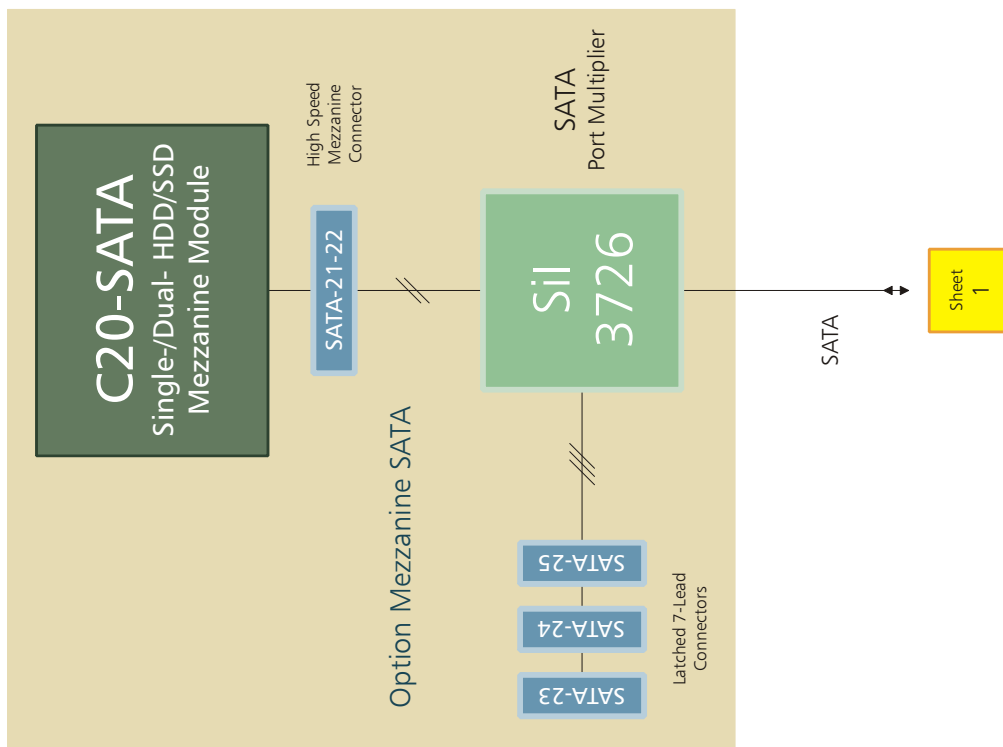 C20-SATA
Single-/Dual- HDD/SSD
Mezzanine Module
High Speed
Mezzanine
Connector
SATA-21-22
SATA
Port Multiplier
SiI
3726
Option Mezzanine SATA
SATA-25
SATA-24
SATA-23
Latched 7-Lead
Connectors
SATA
Sheet
1